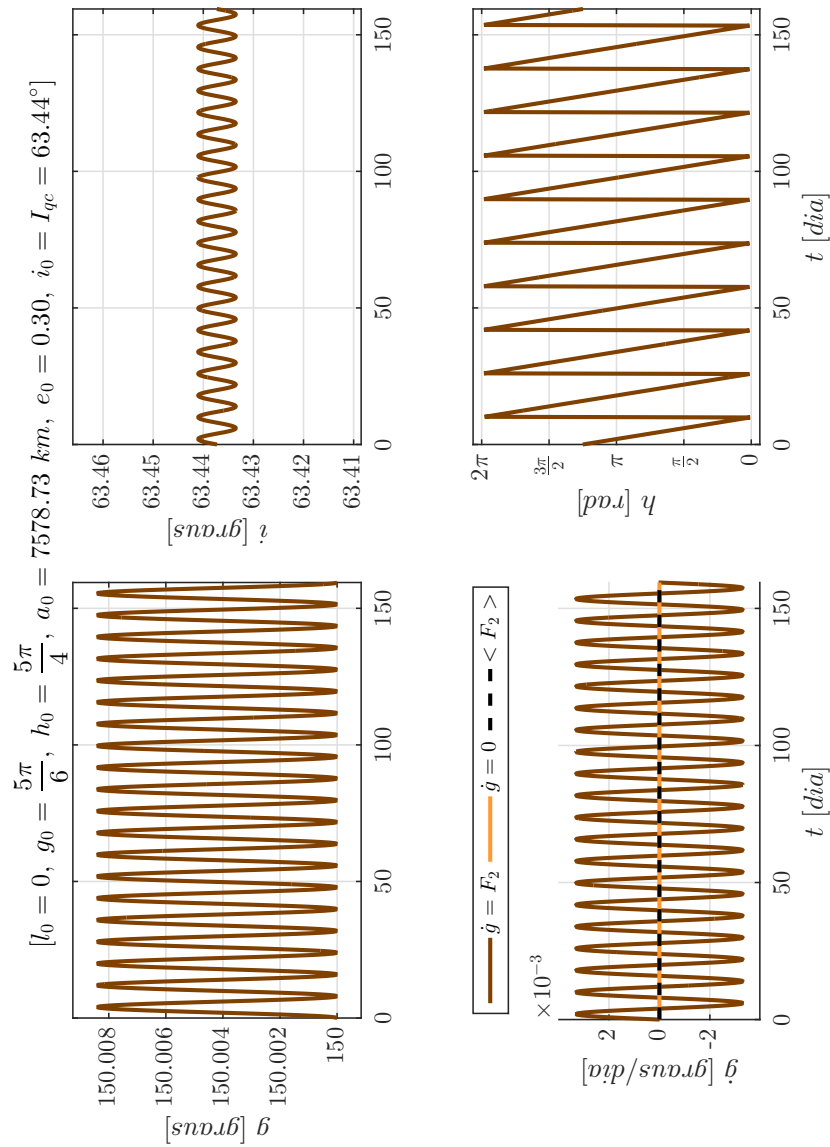 [l₀ = 0, g₀ = 5π/6, h₀ = 5π/4, a₀ = 7578.73 km, e₀ = 0.30, i₀ = I_qc = 63.44°]
g [graus]
150.008
150.006
150.004
150.002
150
0 50 100 150
i [graus]
63.46
63.45
63.44
63.43
63.42
63.41
0 50 100 150
ġ = F₂ ġ = 0 < F₂ >
×10⁻³
ġ [graus/dia]
2
0
-2
0 50 100 150
t [dia]
h [rad]
2π
3π/2
π
π/2
0
0 50 100 150
t [dia]